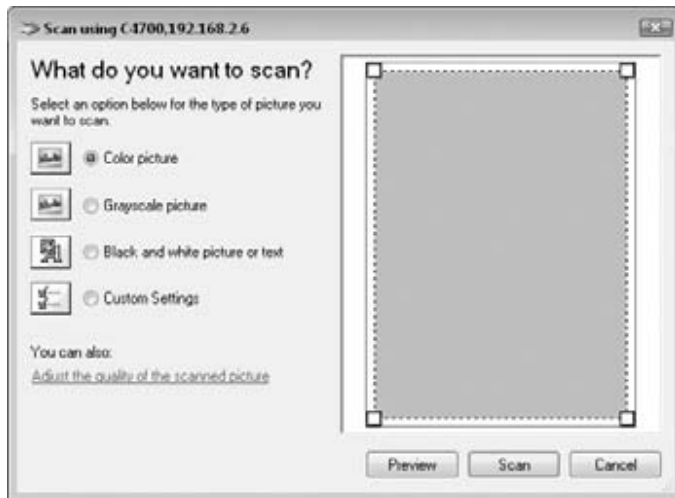 Scan using C4700,192.168.2.6
What do you want to scan?
Select an option below for the type of picture you
want to scan.
Color picture
Grayscale picture
Black and white picture or text
Custom Settings
You can also:
Adjust the quality of the scanned picture
Preview
Scan
Cancel